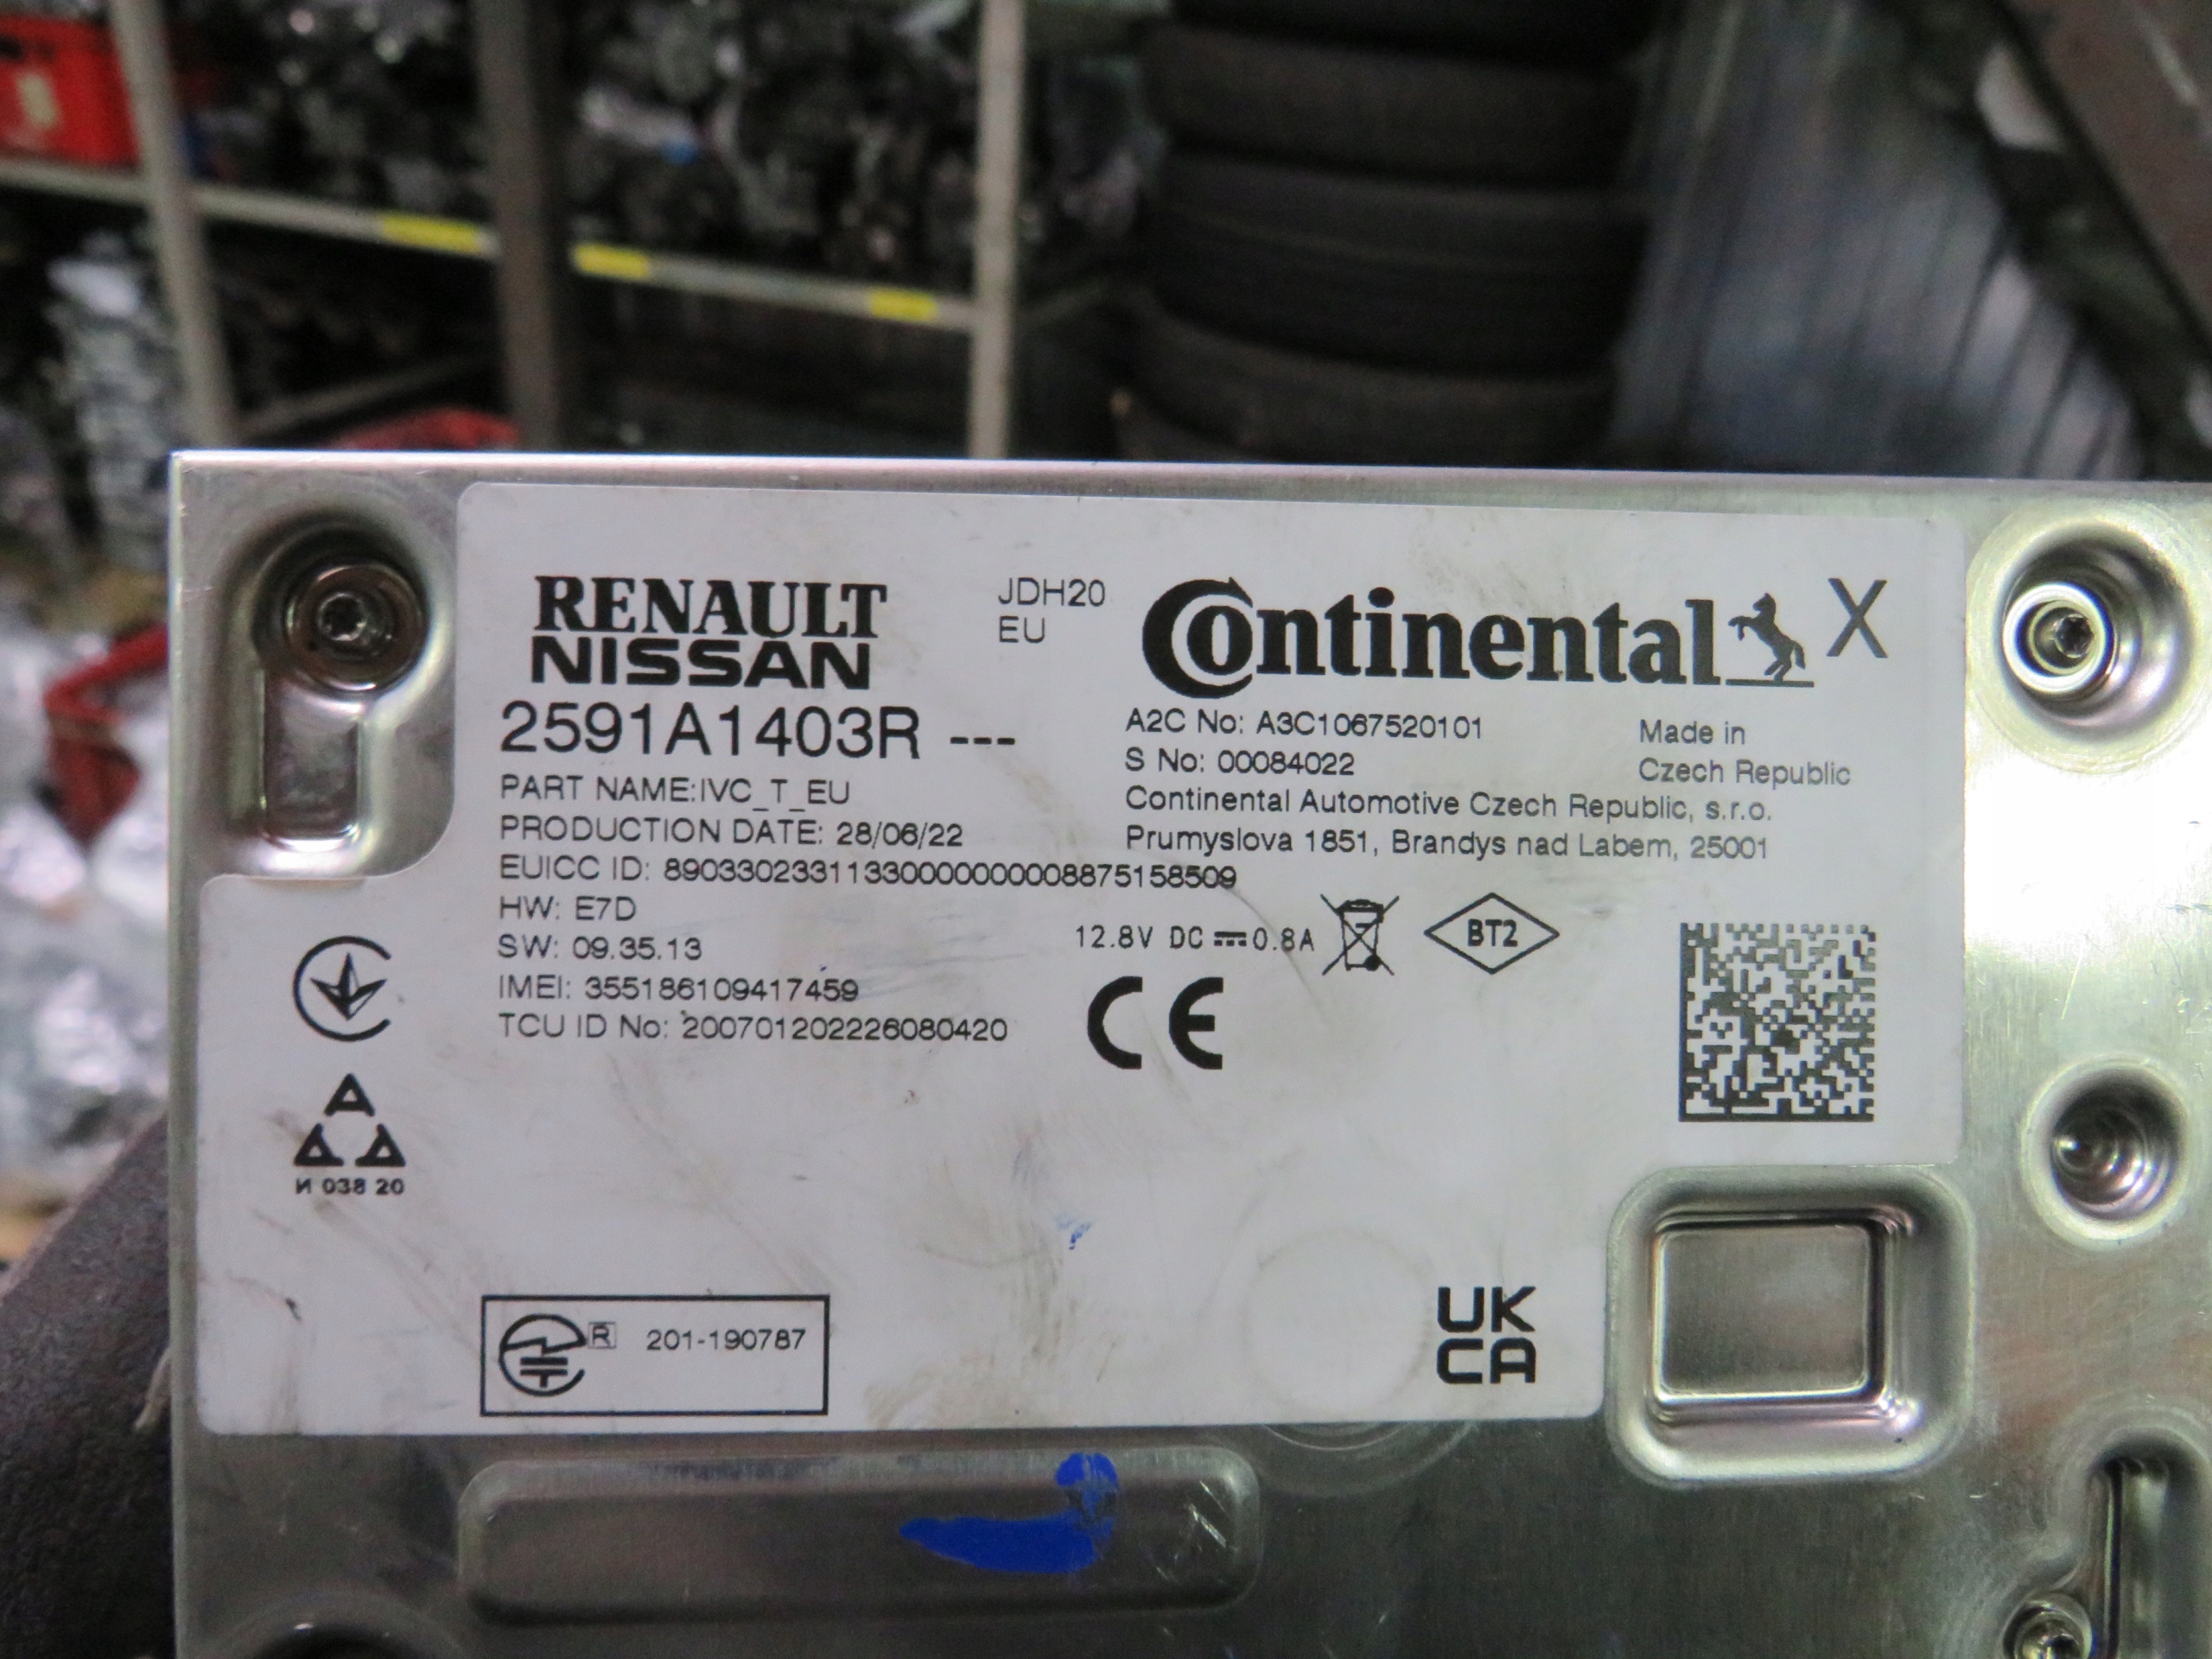 RENAULT
NISSAN
JDH20
EU
Continental X
2591A1403R ---
PART NAME:IVC_T_EU
PRODUCTION DATE: 28/06/22
EUICC ID: 89033023311330000000008875158509
HW: E7D
SW: 09.35.13
IMEI: 355186109417459
TCU ID No: 200701202226080420
A2C No: A3C1067520101
S No: 00084022
Made in
Czech Republic
Continental Automotive Czech Republic, s.r.o.
Prumyslova 1851, Brandys nad Labem, 25001
12.8V DC 0.8A
BT2
CE
A
A A
И 038 20
R 201-190787
UK
CA